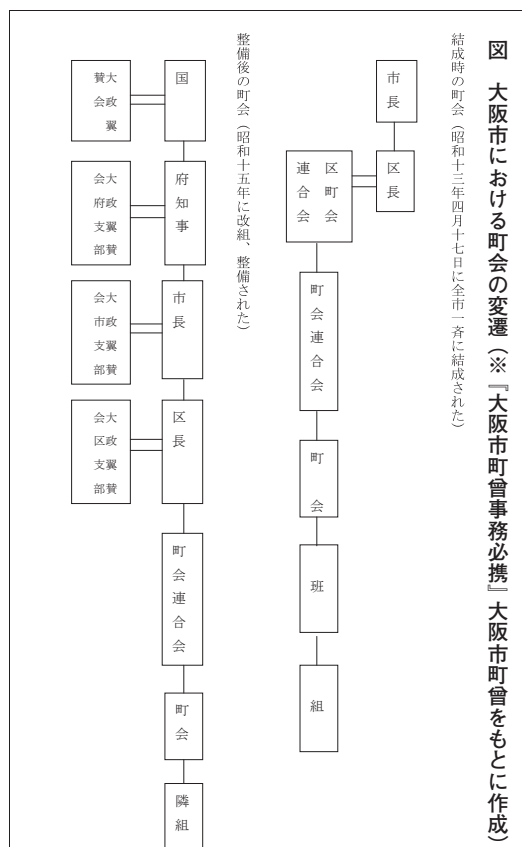 図　大阪市における町会の変遷（※『大阪市町曾事務必携』大阪市町曾をもとに作成）
結成時の町会（昭和十三年四月十七日に全市一斉に結成された）
市長
区長
区町会
連合会
町会連合会
町会
班
組
整備後の町会（昭和十五年に改組、整備された）
国
大政翼
賛会
府知事
大政翼賛
会府支部
市長
大政翼賛
会市支部
区長
大政翼賛
会区支部
町会連合会
町会
隣組